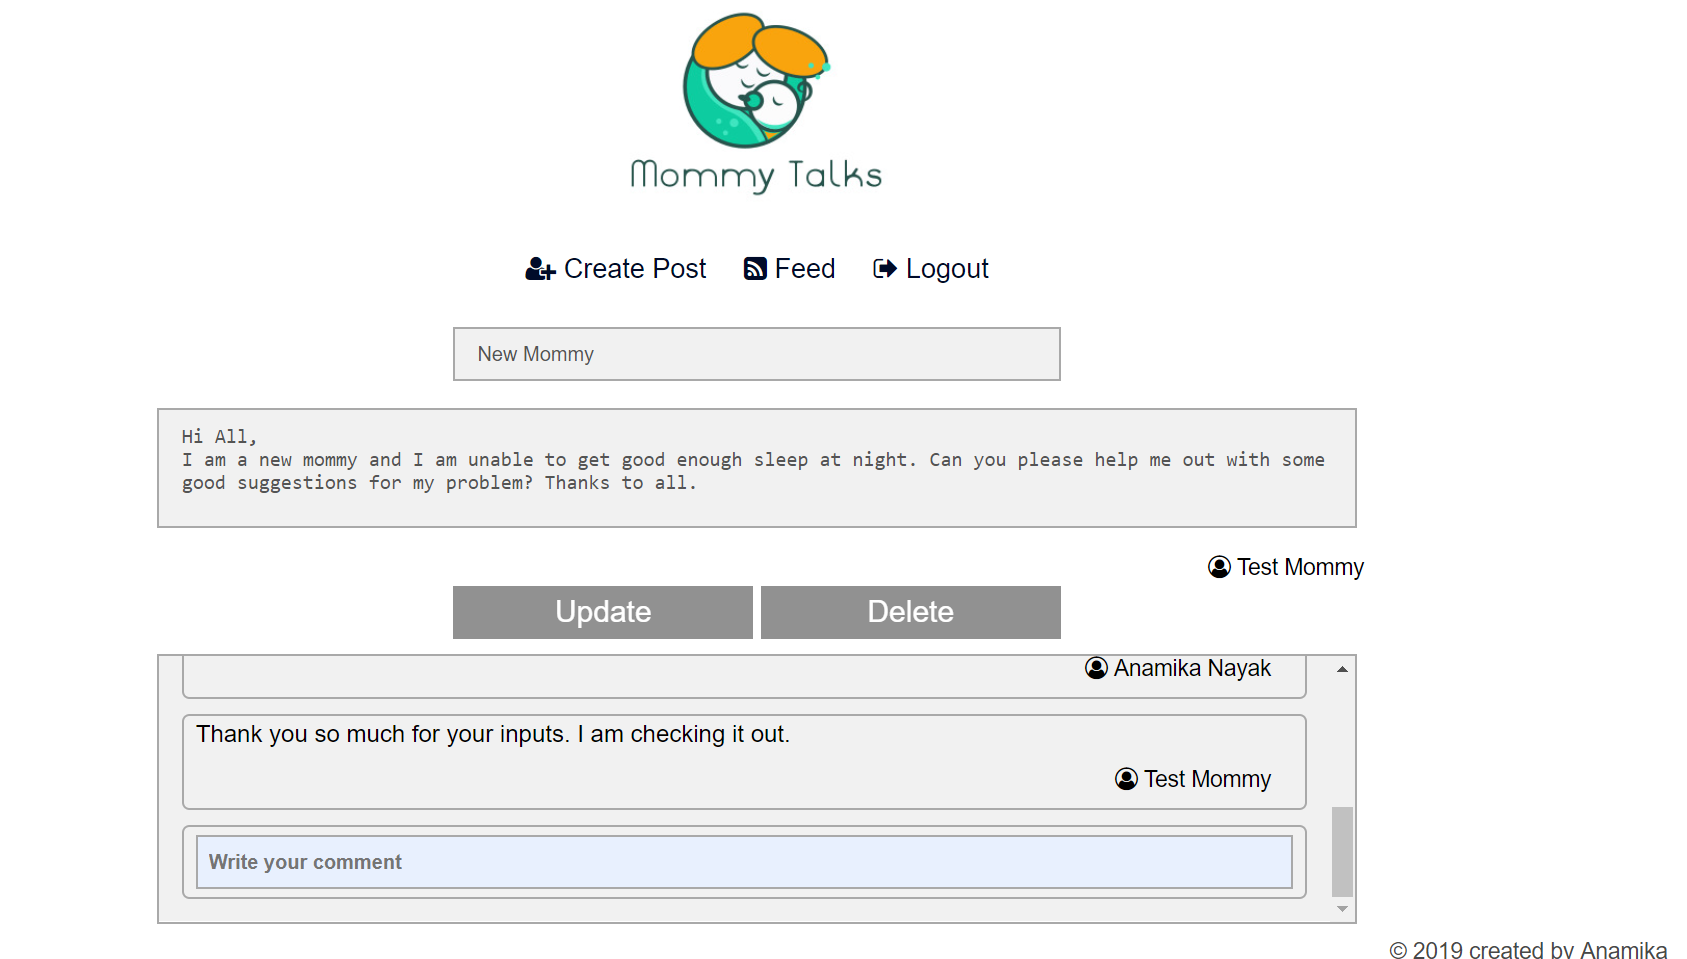 Mommy Talks
Create Post Feed Logout
New Mommy
Hi All,
I am a new mommy and I am unable to get good enough sleep at night. Can you please help me out with some
good suggestions for my problem? Thanks to all.
Test Mommy
Update Delete
Anamika Nayak
Thank you so much for your inputs. I am checking it out.
Test Mommy
Write your comment
© 2019 created by Anamika